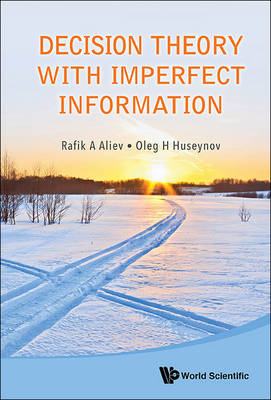 DECISION THEORY
WITH IMPERFECT
INFORMATION
Rafik A Aliev • Oleg H Huseynov
World Scientific